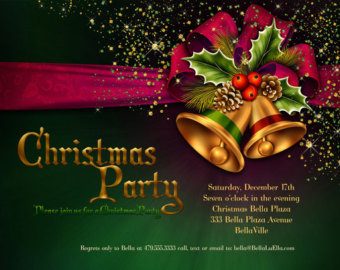 Christmas
Party
Please join us for a Christmas Party
Saturday, December 17th
Seven o'clock in the evening
Christmas Bella Plaza
333 Bella Plaza Avenue
BellaVille
Regrets only to Bella at 479.555.3333 call, text or email to: bella@BellaLuElla.com